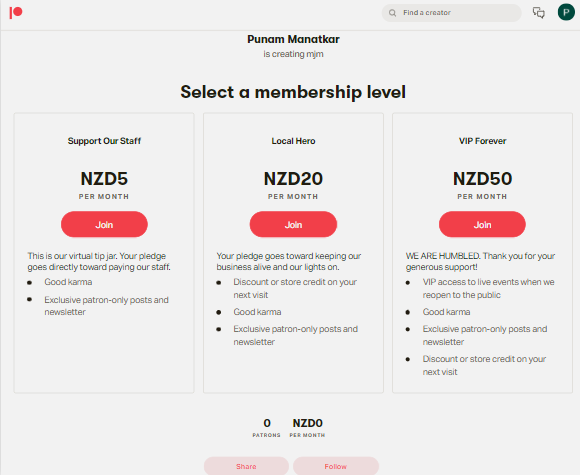 Find a creator
P
Punam Manatkar
is creating mjm
Select a membership level
Support Our Staff
NZD5
PER MONTH
Join
This is our virtual tip jar. Your pledge
goes directly toward paying our staff.
Good karma
Exclusive patron-only posts and
newsletter
Local Hero
NZD20
PER MONTH
Join
Your pledge goes toward keeping our
business alive and our lights on.
Discount or store credit on your
next visit
Good karma
Exclusive patron-only posts and
newsletter
VIP Forever
NZD50
PER MONTH
Join
WE ARE HUMBLED. Thank you for your
generous support!
VIP access to live events when we
reopen to the public
Good karma
Exclusive patron-only posts and
newsletter
Discount or store credit on your
next visit
0
PATRONS
NZD0
PER MONTH
Share
Follow